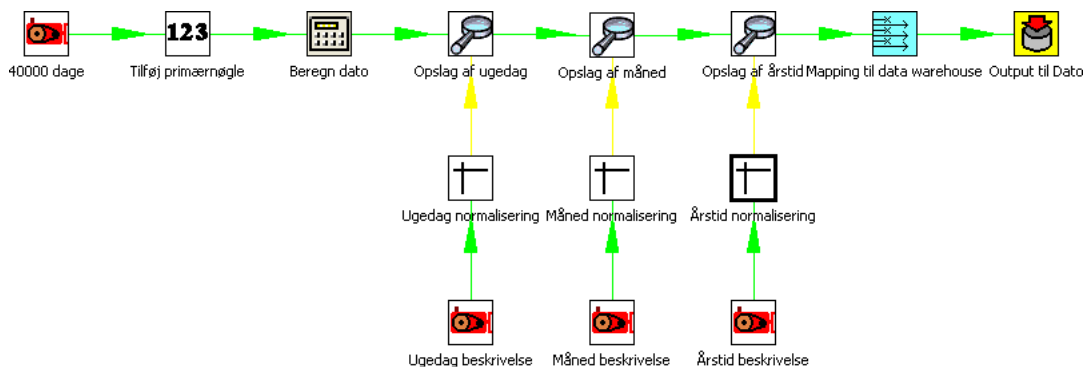 123
40000 dage
Tilføj primærnøgle
Beregn dato
Opslag af ugedag
Opslag af måned
Opslag af årstid
Mapping til data warehouse
Output til Dato
Ugedag normalisering
Måned normalisering
Årstid normalisering
Ugedag beskrivelse
Måned beskrivelse
Årstid beskrivelse